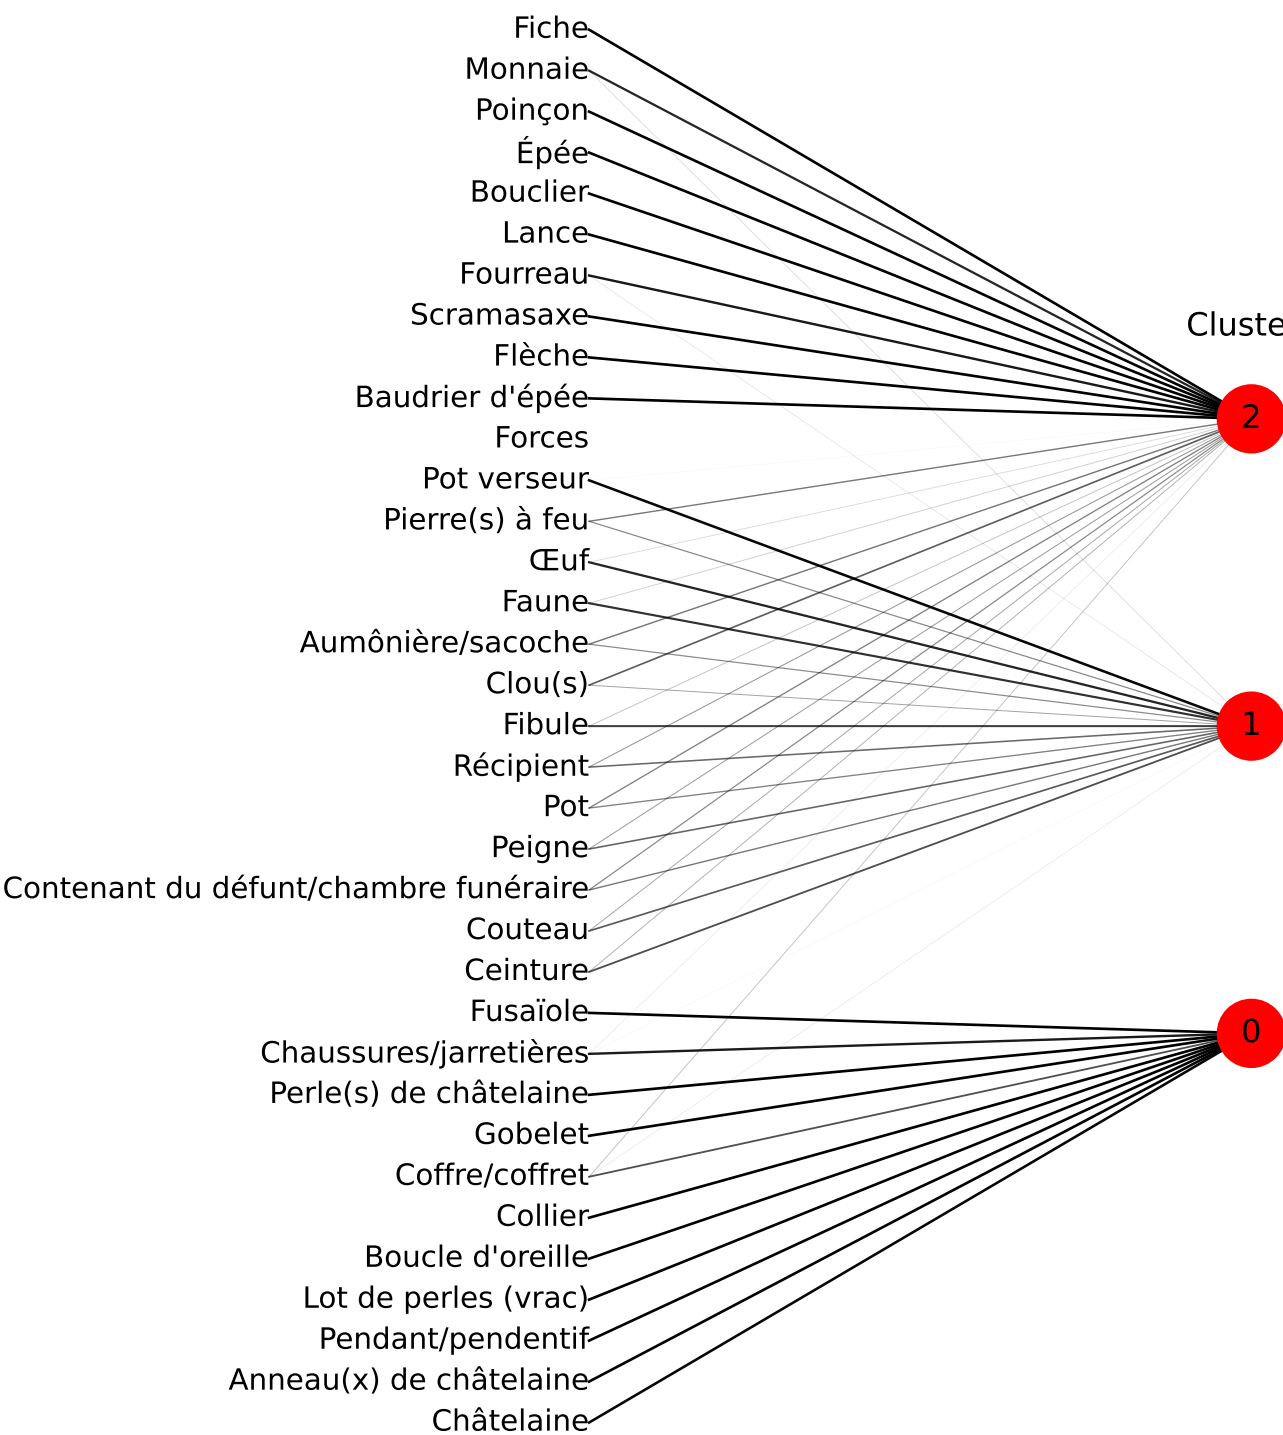 Fiche
Monnaie
Poinçon
Épée
Bouclier
Lance
Fourreau
Scramasaxe
Flèche
Baudrier d'épée
Forces
Pot verseur
Pierre(s) à feu
Œuf
Faune
Aumônière/sacoche
Clou(s)
Fibule
Récipient
Pot
Peigne
Contenant du défunt/chambre funéraire
Couteau
Ceinture
Fusaïole
Chaussures/jarretières
Perle(s) de châtelaine
Gobelet
Coffre/coffret
Collier
Boucle d'oreille
Lot de perles (vrac)
Pendant/pendentif
Anneau(x) de châtelaine
Châtelaine
Cluste
2
1
0